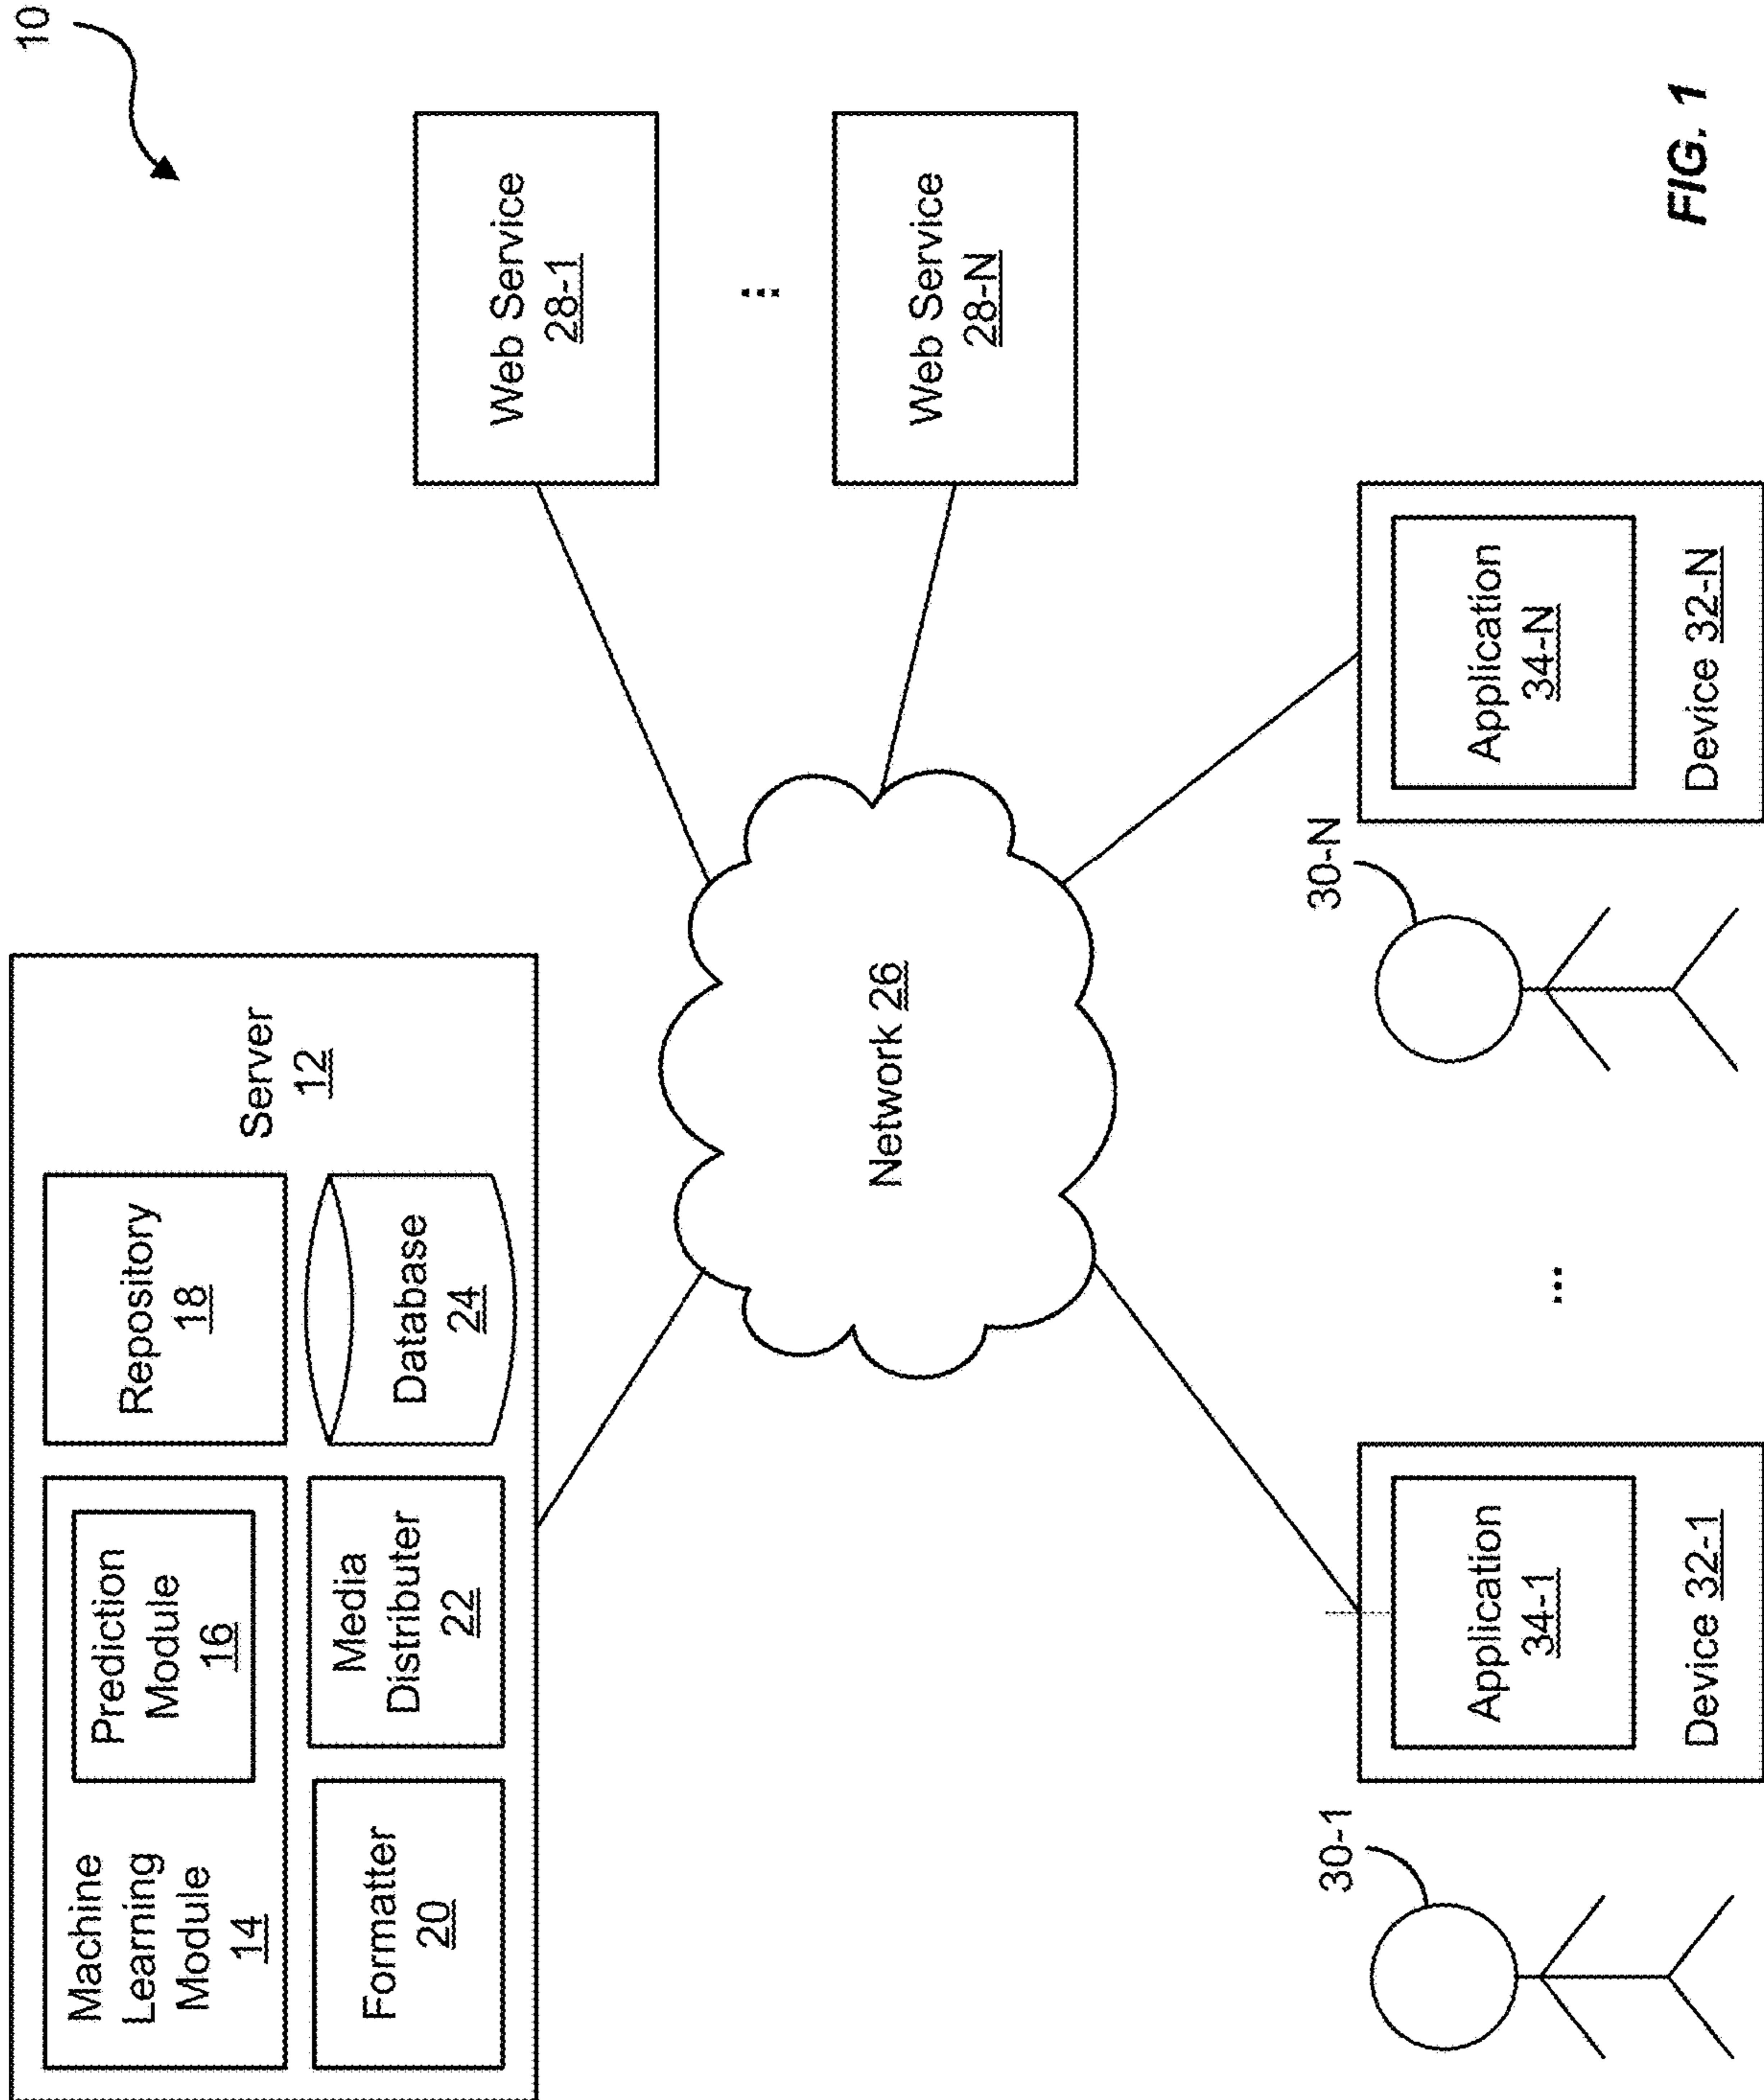 10
Machine
Learning
Module
14
Prediction
Module
16
Repository
18
Server
12
Formatter
20
Media
Distributer
22
Database
24
Web Service
28-1
...
Web Service
28-N
Network 26
30-1
Application
34-1
Device 32-1
...
30-N
Application
34-N
Device 32-N
FIG. 1